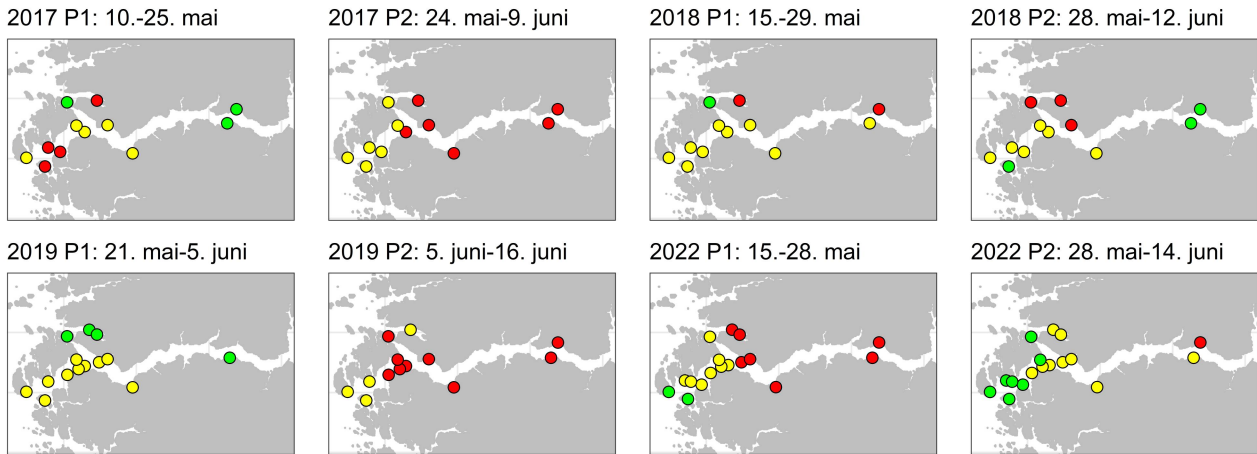 2017 P1: 10.-25. mai
2017 P2: 24. mai-9. juni
2018 P1: 15.-29. mai
2018 P2: 28. mai-12. juni
2019 P1: 21. mai-5. juni
2019 P2: 5. juni-16. juni
2022 P1: 15.-28. mai
2022 P2: 28. mai-14. juni